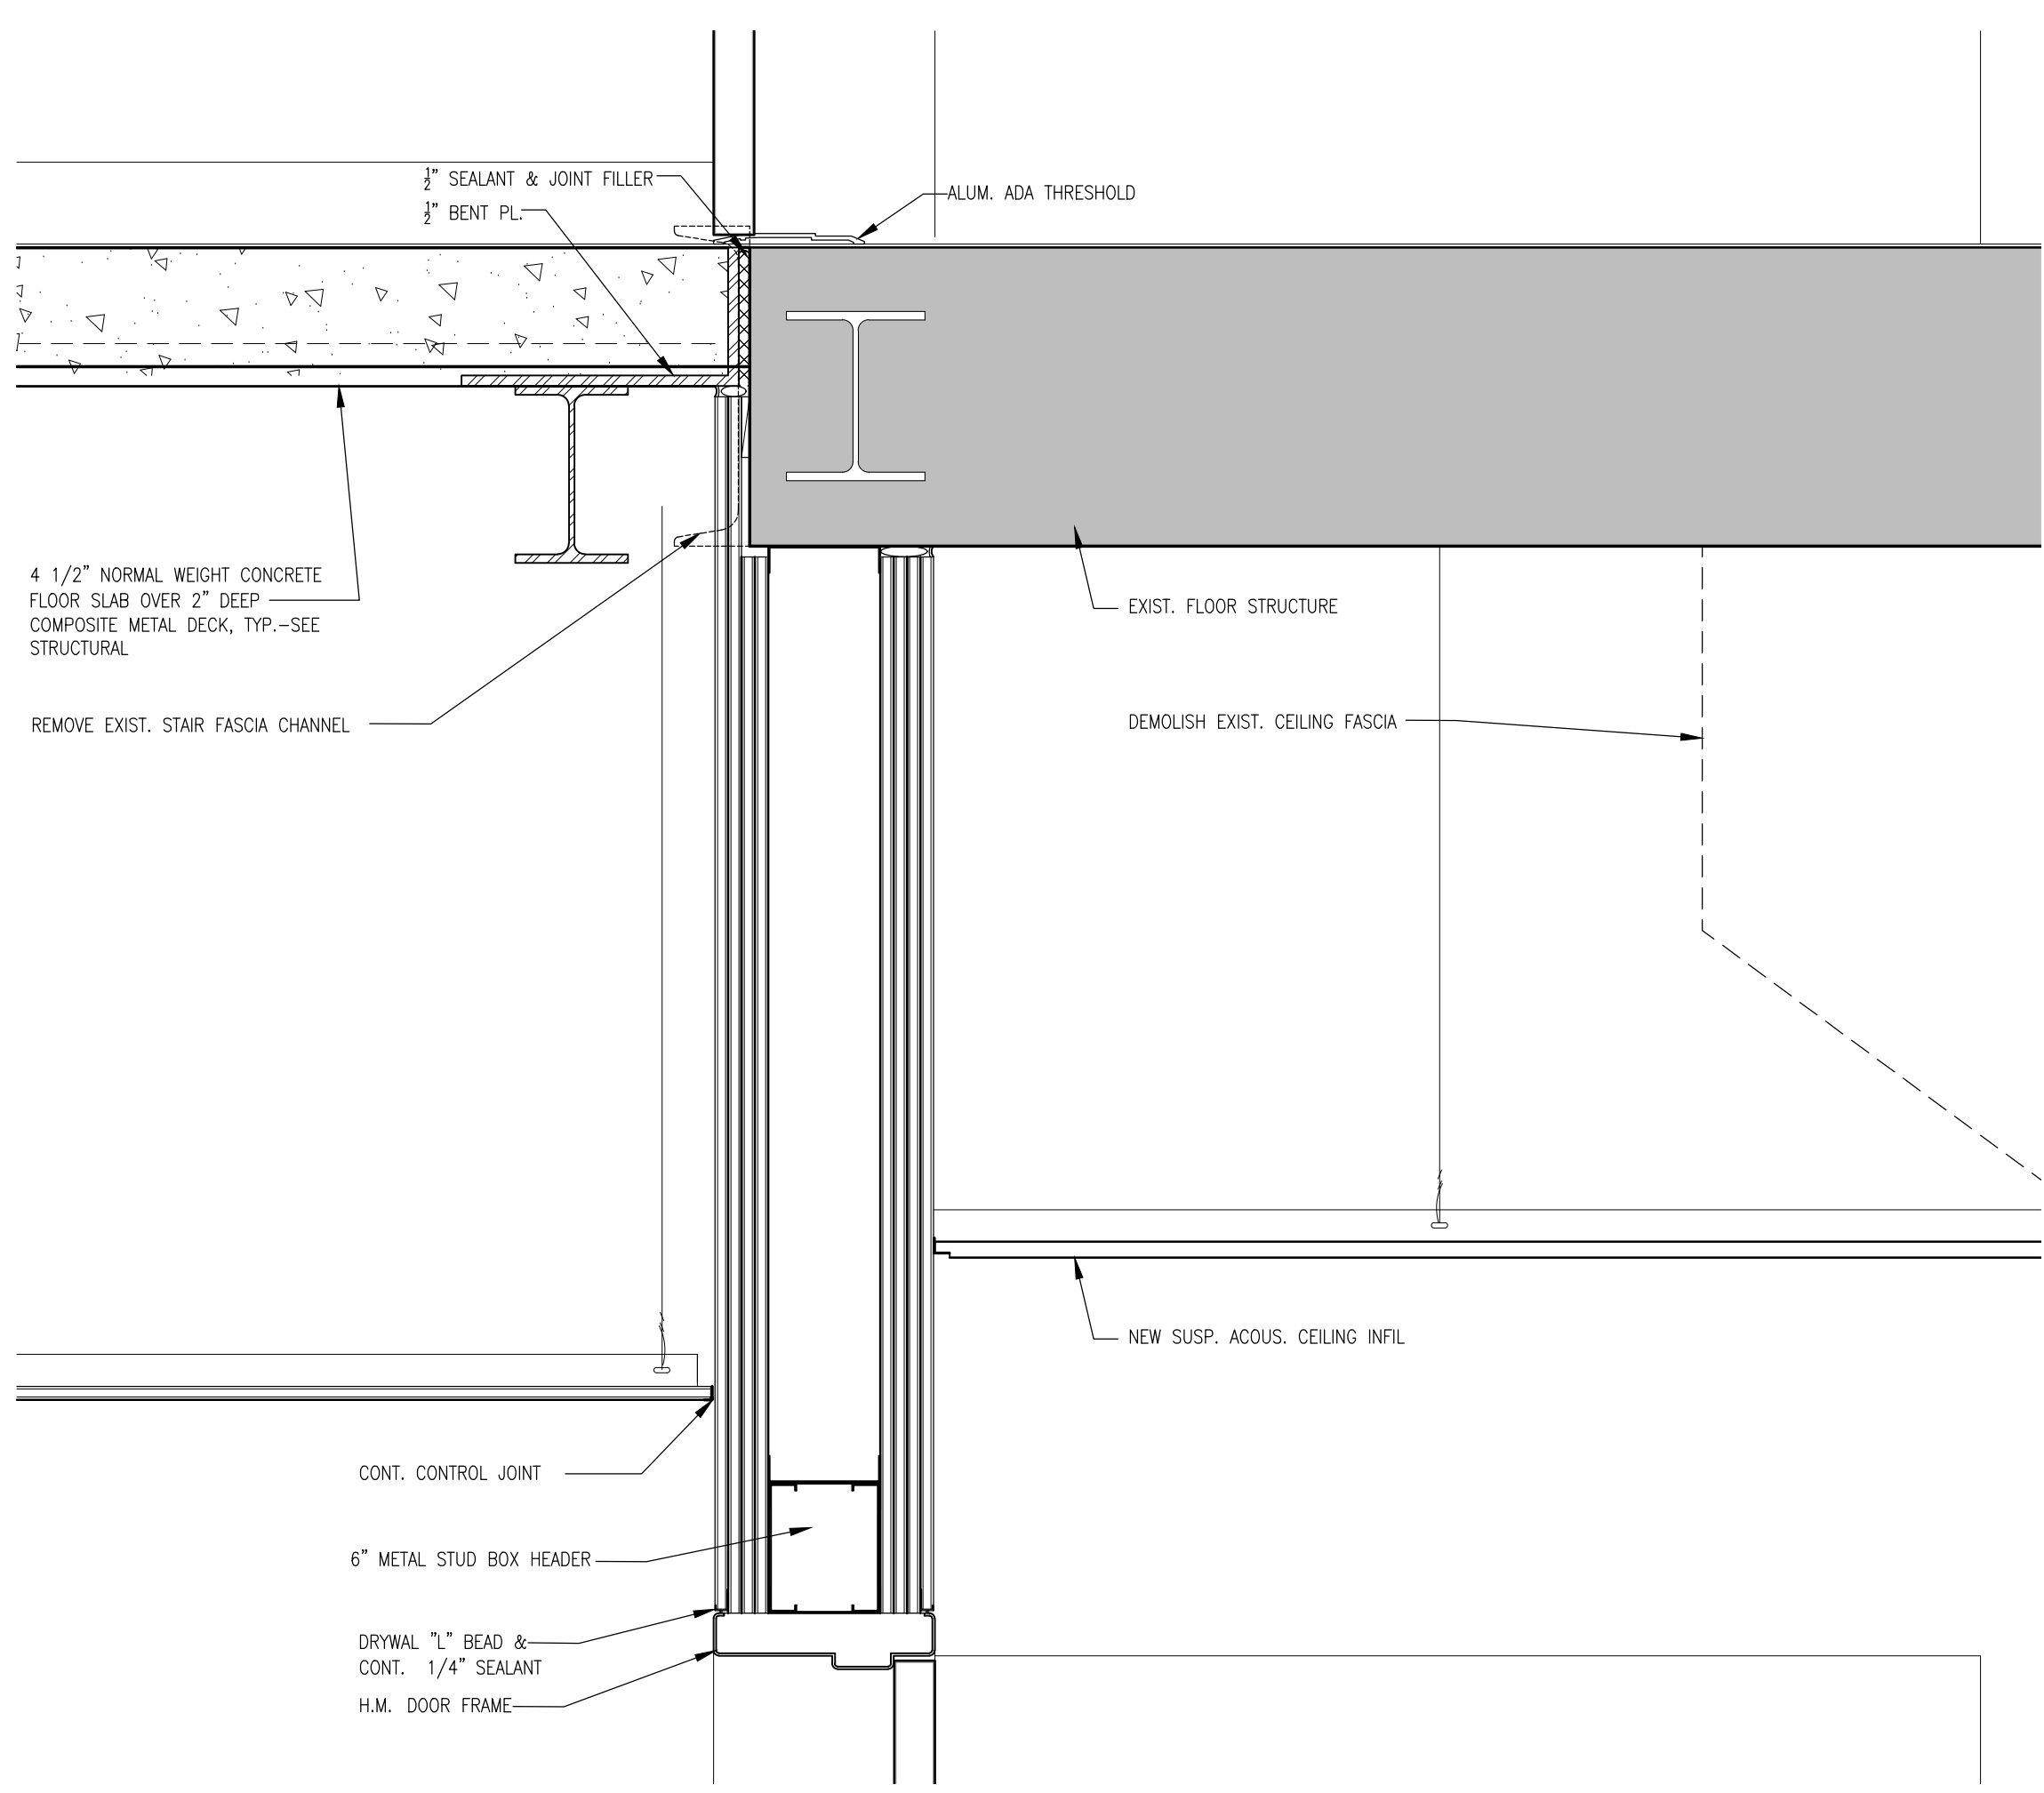 ½” SEALANT & JOINT FILLER
½” BENT PL.
ALUM. ADA THRESHOLD
4 1/2” NORMAL WEIGHT CONCRETE
FLOOR SLAB OVER 2” DEEP
COMPOSITE METAL DECK, TYP.–SEE
STRUCTURAL
EXIST. FLOOR STRUCTURE
REMOVE EXIST. STAIR FASCIA CHANNEL
DEMOLISH EXIST. CEILING FASCIA
NEW SUSP. ACOUS. CEILING INFIL
CONT. CONTROL JOINT
6” METAL STUD BOX HEADER
DRYWAL ”L” BEAD &
CONT. 1/4” SEALANT
H.M. DOOR FRAME